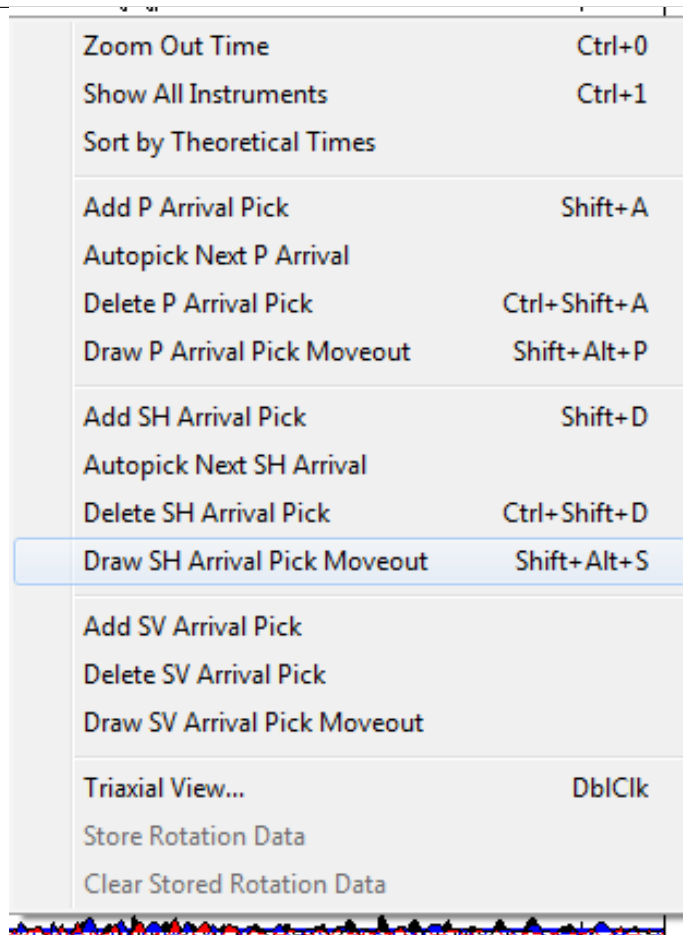 Zoom Out Time Ctrl+0
Show All Instruments Ctrl+1
Sort by Theoretical Times
Add P Arrival Pick Shift+A
Autopick Next P Arrival
Delete P Arrival Pick Ctrl+Shift+A
Draw P Arrival Pick Moveout Shift+Alt+P
Add SH Arrival Pick Shift+D
Autopick Next SH Arrival
Delete SH Arrival Pick Ctrl+Shift+D
Draw SH Arrival Pick Moveout Shift+Alt+S
Add SV Arrival Pick
Delete SV Arrival Pick
Draw SV Arrival Pick Moveout
Triaxial View... DblClk
Store Rotation Data
Clear Stored Rotation Data